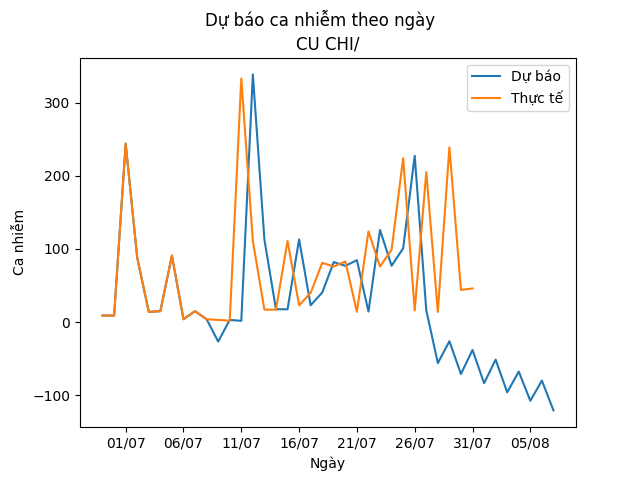 Dự báo ca nhiễm theo ngày
CU CHI/
Dự báo
Thực tế
Ca nhiễm
300
200
100
0
−100
01/07 06/07 11/07 16/07 21/07 26/07 31/07 05/08
Ngày